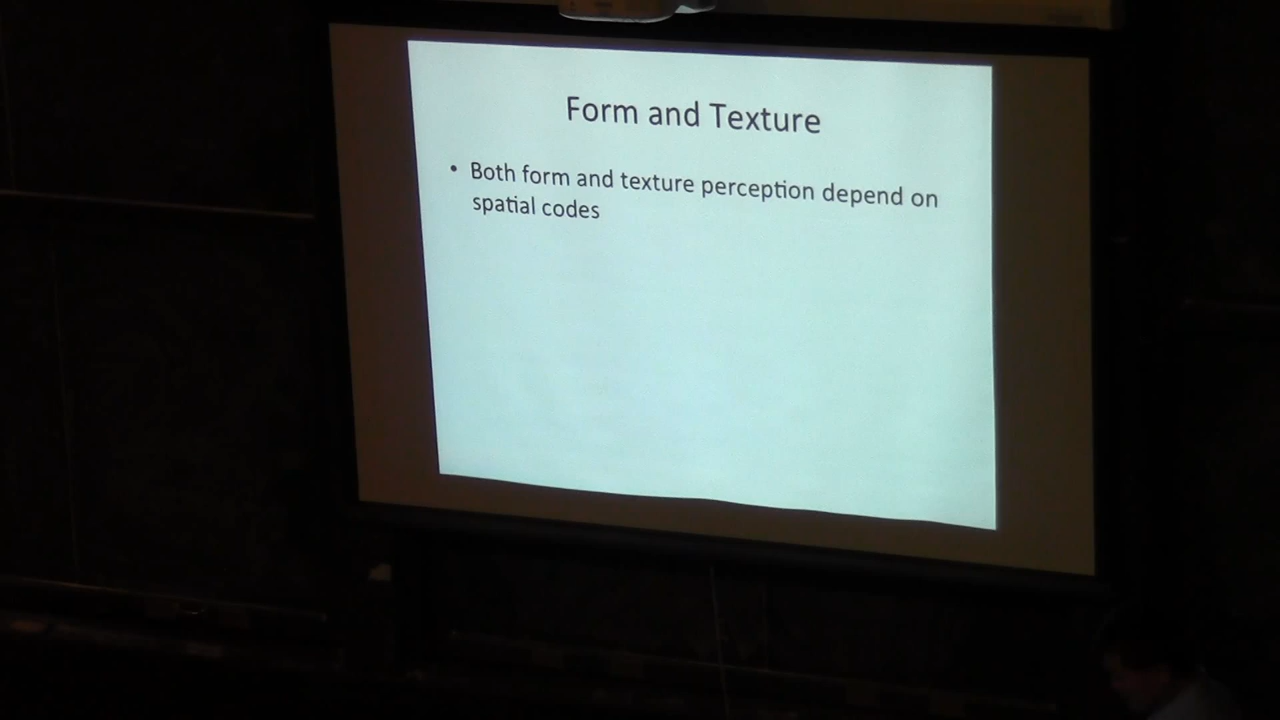 Form and Texture
• Both form and texture perception depend on
spatial codes